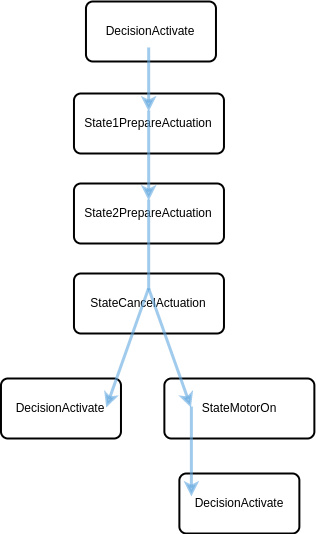 DecisionActivate
State1PrepareActuation
State2PrepareActuation
StateCancelActuation
DecisionActivate
StateMotorOn
DecisionActivate